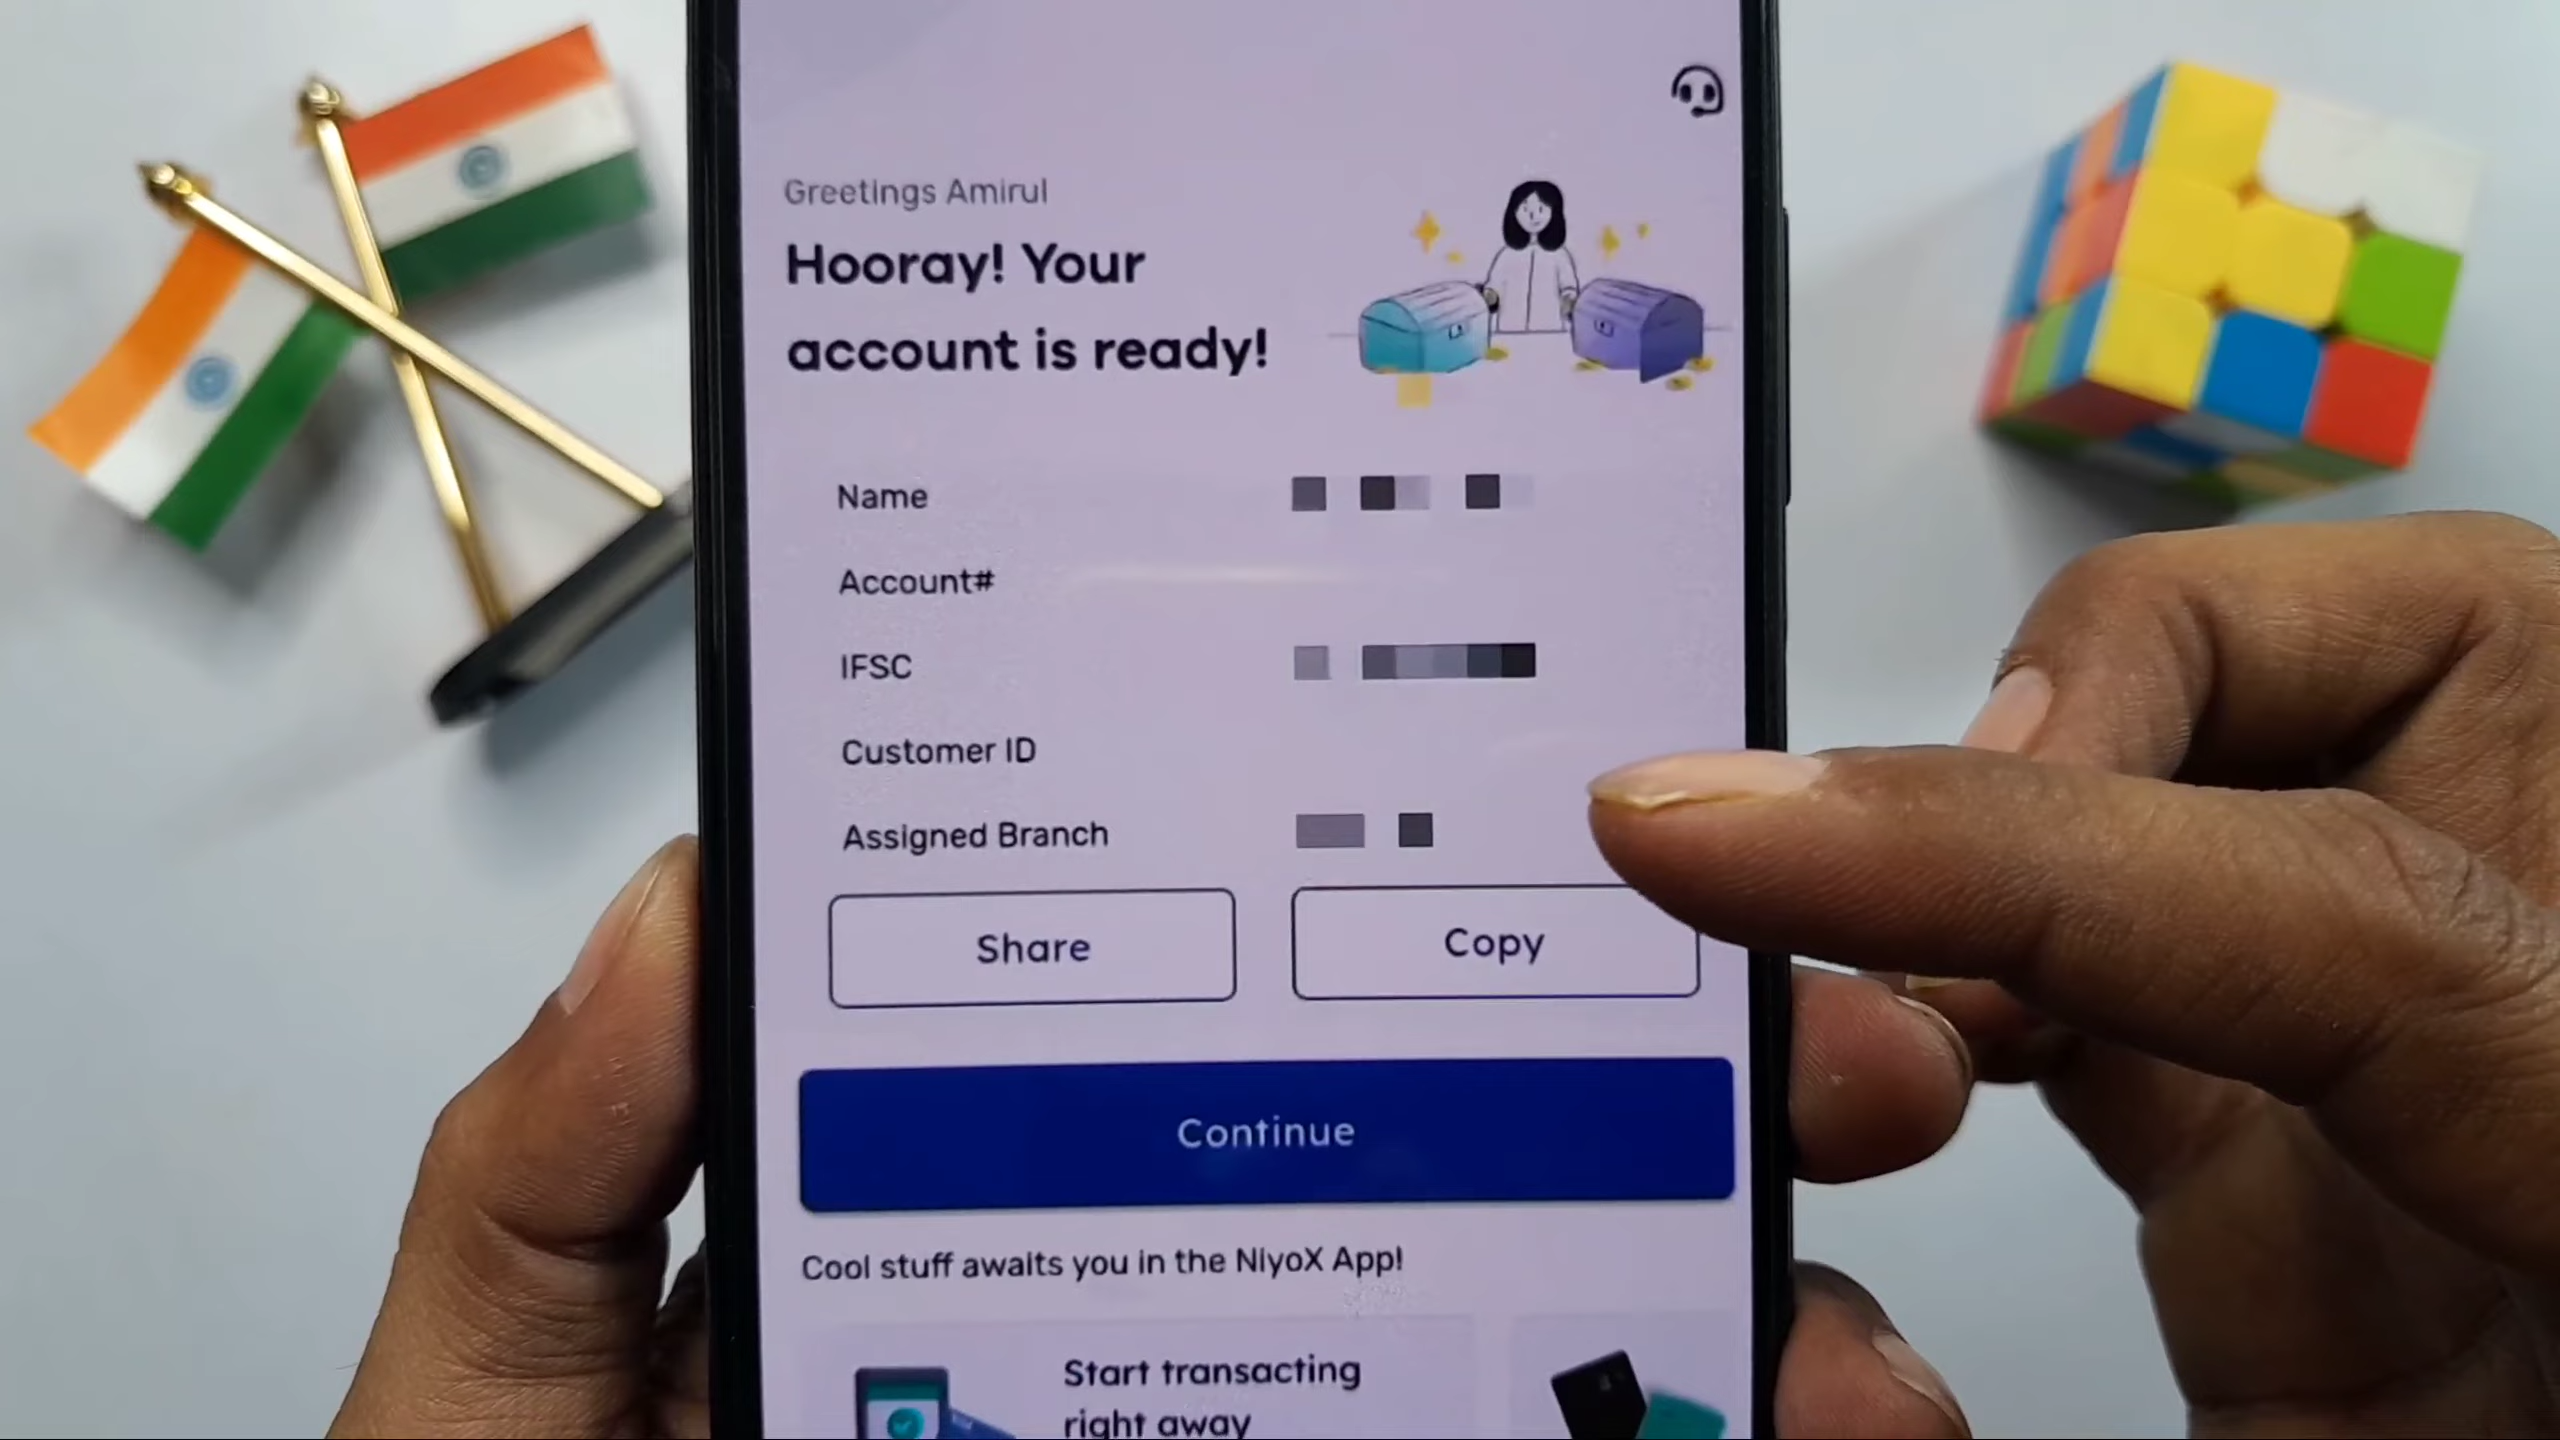 Greetings Amirul
Hooray! Your
account is ready!
Name
Account#
IFSC
Customer ID
Assigned Branch
Share
Copy
Continue
Cool stuff awaits you in the NiyoX App!
Start transacting
right away